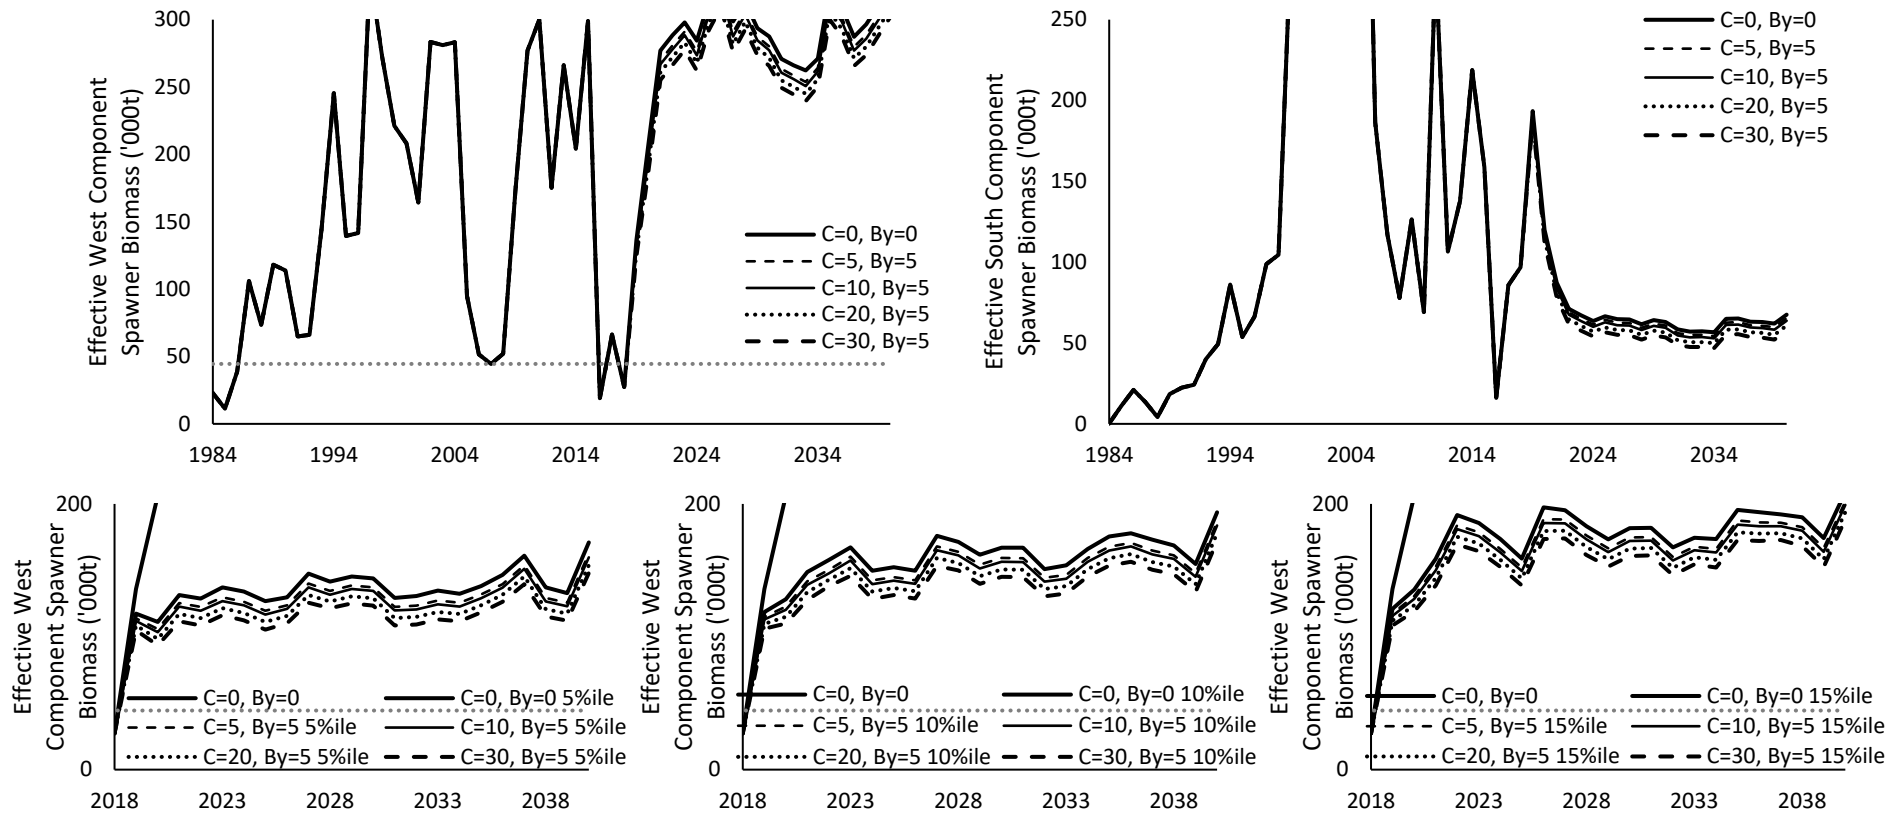 Effective West Component
Spawner Biomass ('000t)
300
250
200
150
100
50
0
1984 1994 2004 2014 2024 2034
C=0, By=0
C=5, By=5
C=10, By=5
C=20, By=5
C=30, By=5
Effective South Component
Spawner Biomass ('000t)
250
200
150
100
50
0
1984 1994 2004 2014 2024 2034
C=0, By=0
C=5, By=5
C=10, By=5
C=20, By=5
C=30, By=5
Effective West
Component Spawner
Biomass ('000t)
200
0
2018 2023 2028 2033 2038
C=0, By=0 C=0, By=0 5%ile
C=5, By=5 5%ile C=10, By=5 5%ile
C=20, By=5 5%ile C=30, By=5 5%ile
Effective West
Component Spawner
Biomass ('000t)
200
0
2018 2023 2028 2033 2038
C=0, By=0 C=0, By=0 10%ile
C=5, By=5 10%ile C=10, By=5 10%ile
C=20, By=5 10%ile C=30, By=5 10%ile
Effective West
Component Spawner
Biomass ('000t)
200
0
2018 2023 2028 2033 2038
C=0, By=0 C=0, By=0 15%ile
C=5, By=5 15%ile C=10, By=5 15%ile
C=20, By=5 15%ile C=30, By=5 15%ile